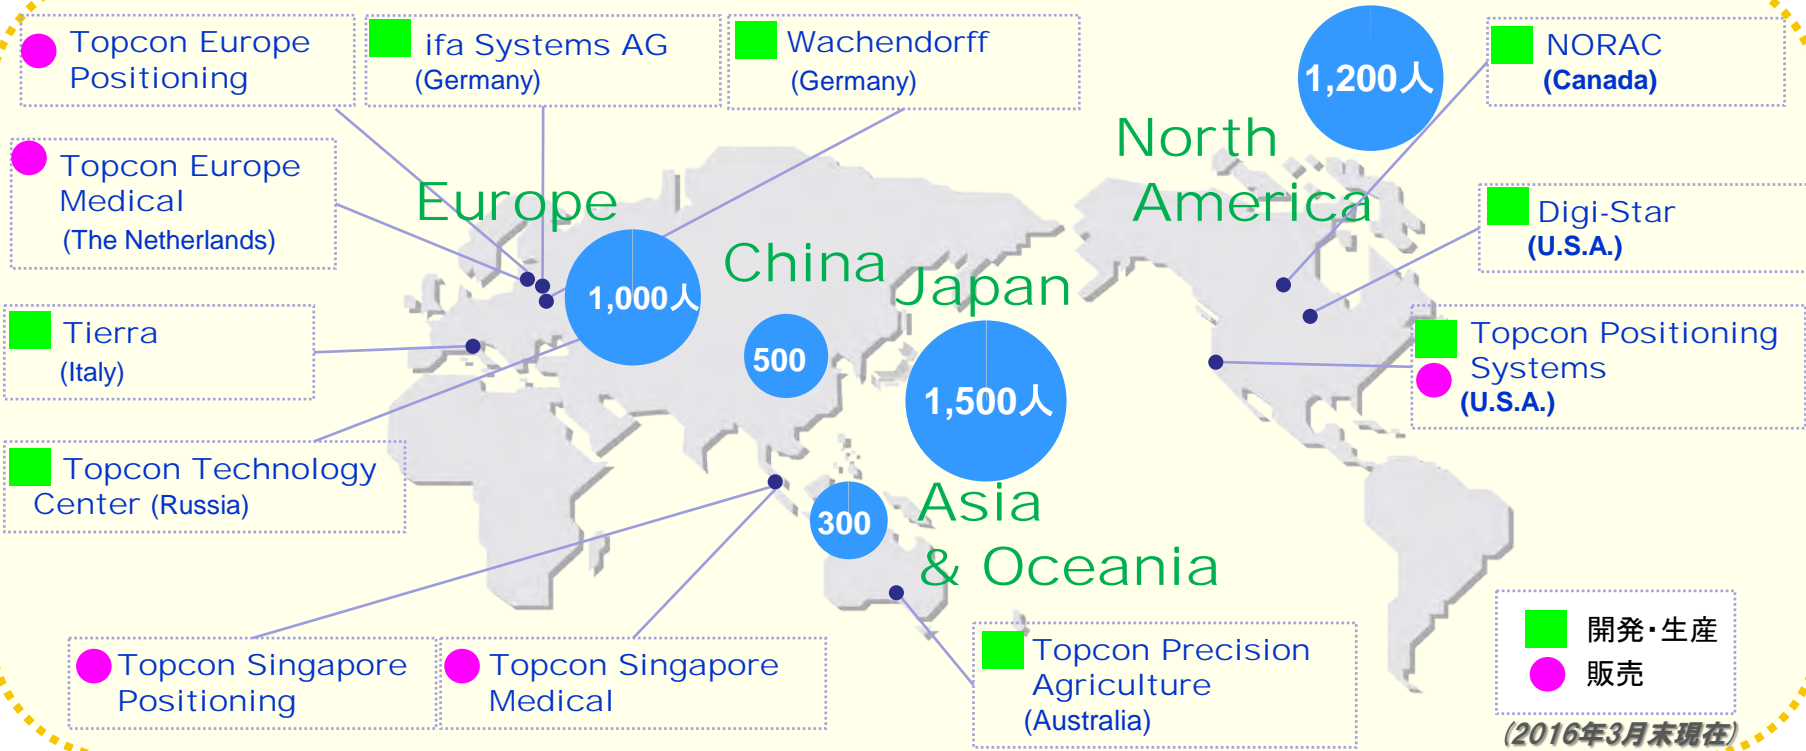 Topcon Europe
Positioning
ifa Systems AG
(Germany)
Wachendorff
(Germany)
1,200人
NORAC
(Canada)
Topcon Europe
Medical
(The Netherlands)
Europe
North
America
Digi-Star
(U.S.A.)
China
Japan
1,000人
500
1,500人
Tierra
(Italy)
Topcon Positioning
Systems
(U.S.A.)
Topcon Technology
Center (Russia)
300
Asia
& Oceania
Topcon Singapore
Positioning
Topcon Singapore
Medical
Topcon Precision
Agriculture
(Australia)
開発・生産
販売
(2016年3月末現在)